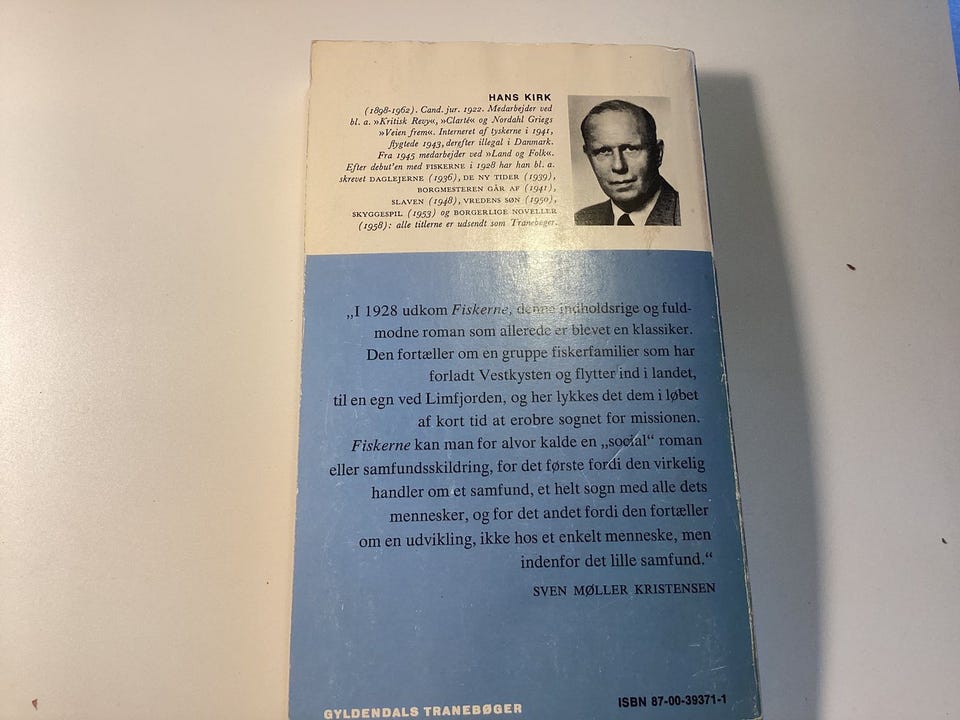 HANS KIRK
(1898-1962). Cand. jur. 1922. Medarbejder ved
bl. a. »Kritisk Revy«, »Clarté« og Nordahl Griegs
»Veien frem«. Interneret af tyskerne i 1941,
flygtede 1943, derefter illegal i Danmark.
Fra 1945 medarbejder ved »Land og Folk«.
Efter debut'en med FISKERNE i 1928 har han bl. a.
skrevet DAGLEJERNE (1936), DE NY TIDER (1939),
BORGMESTEREN GÅR AF (1941),
SLAVEN (1948), VREDENS SØN (1950),
SKYGGESPIL (1953) og BORGERLIGE NOVELLER
(1958): alle titlerne er udsendt som Tranebøger.
„I 1928 udkom Fiskerne, denne indholdsrige og fuld-
modne roman som allerede er blevet en klassiker.
Den fortæller om en gruppe fiskerfamilier som har
forladt Vestkysten og flytter ind i landet,
til en egn ved Limfjorden, og her lykkes det dem i løbet
af kort tid at erobre sognet for missionen.
Fiskerne kan man for alvor kalde en „social“ roman
eller samfundsskildring, for det første fordi den virkelig
handler om et samfund, et helt sogn med alle dets
mennesker, og for det andet fordi den fortæller
om en udvikling, ikke hos et enkelt menneske, men
indenfor det lille samfund.“
SVEN MØLLER KRISTENSEN
GYLDENDALS TRANEBØGER
ISBN 87-00-39371-1